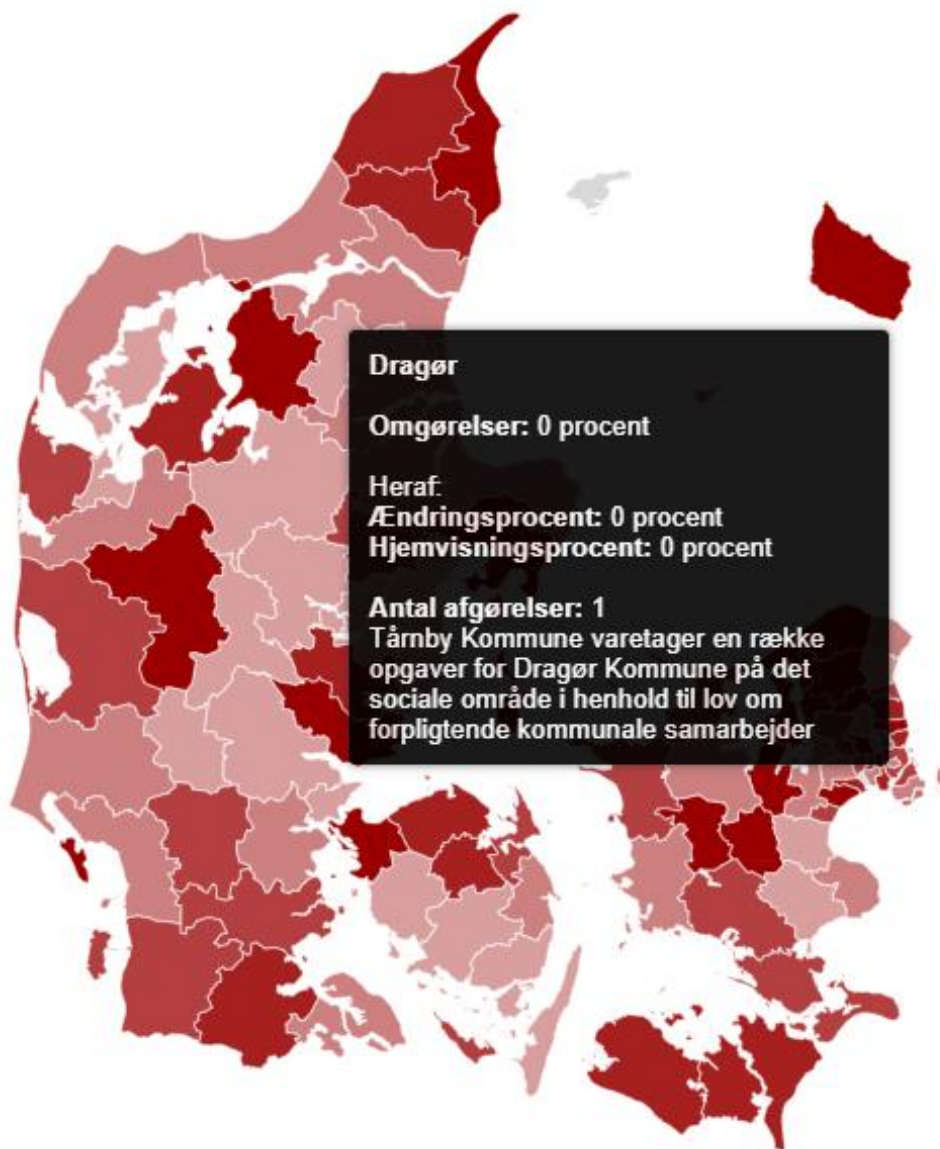 Dragør
Omgørelser: 0 procent
Heraf:
Ændringsprocent: 0 procent
Hjemvisningsprocent: 0 procent
Antal afgørelser: 1
Tårnby Kommune varetager en række
opgaver for Dragør Kommune på det
sociale område i henhold til lov om
forpligtende kommunale samarbejder